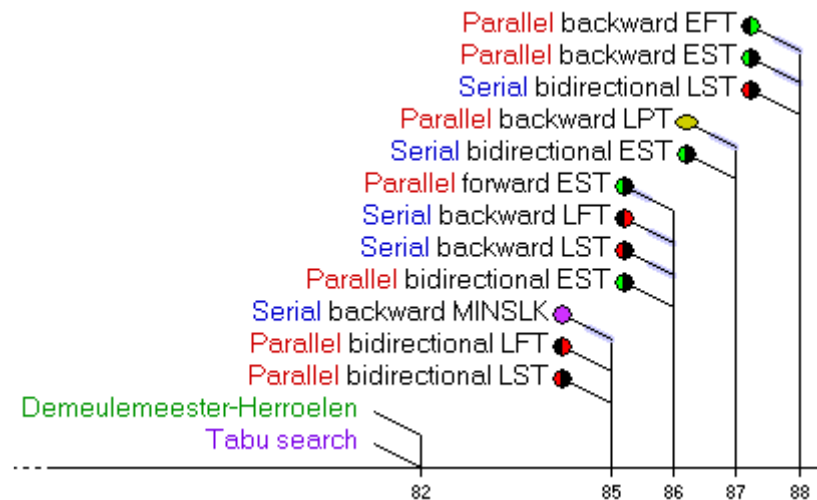 Parallel backward EFT
Parallel backward EST
Serial bidirectional LST
Parallel backward LPT
Serial bidirectional EST
Parallel forward EST
Serial backward LFT
Serial backward LST
Parallel bidirectional EST
Serial backward MINSLK
Parallel bidirectional LFT
Parallel bidirectional LST
Demeulemeester-Herroelen
Tabu search
82 85 86 87 88